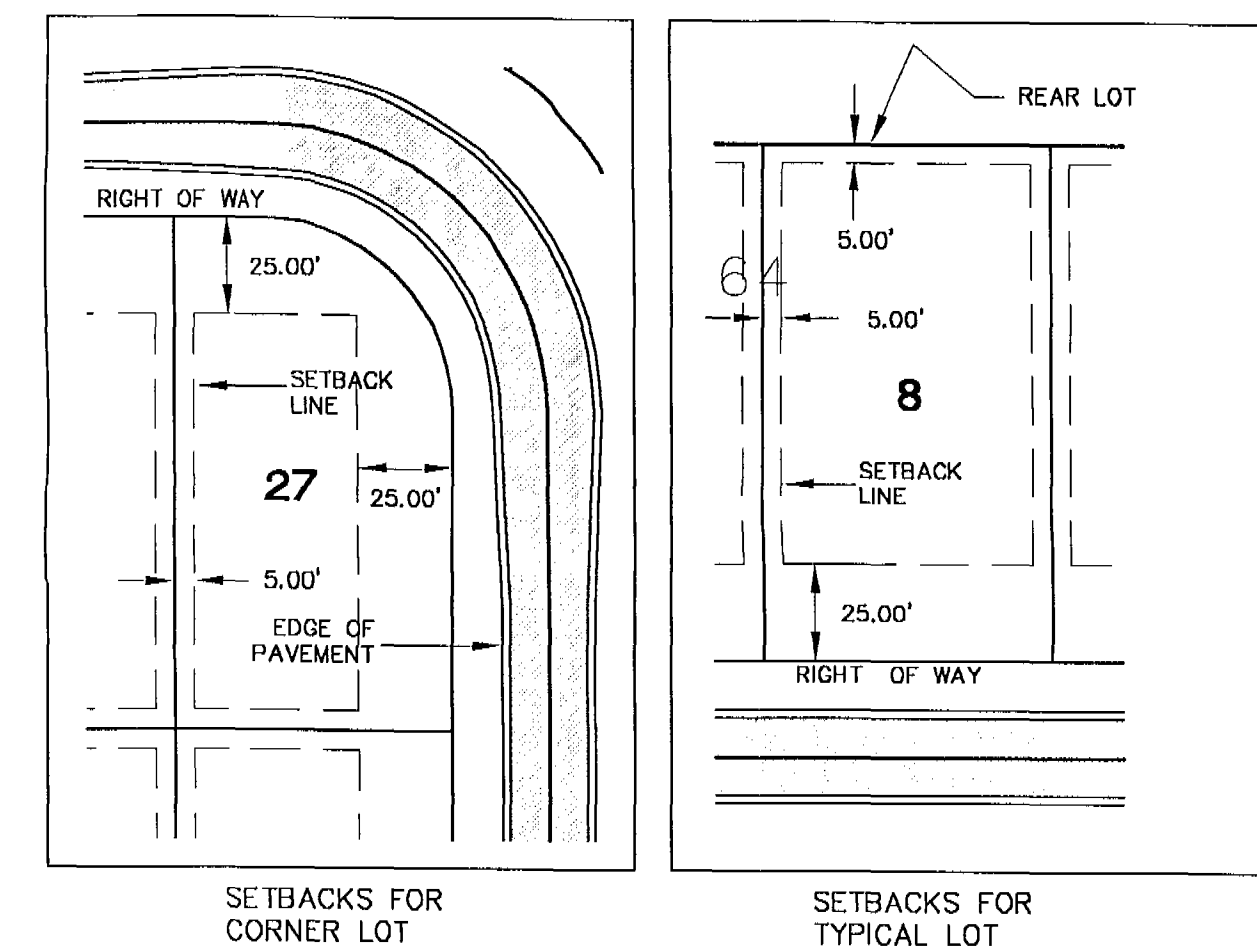 RIGHT OF WAY
25.00'
SETBACK
LINE
27
25.00'
5.00'
EDGE OF
PAVEMENT
SETBACKS FOR
CORNER LOT
REAR LOT
5.00'
64
5.00'
8
SETBACK
LINE
25.00'
RIGHT OF WAY
SETBACKS FOR
TYPICAL LOT